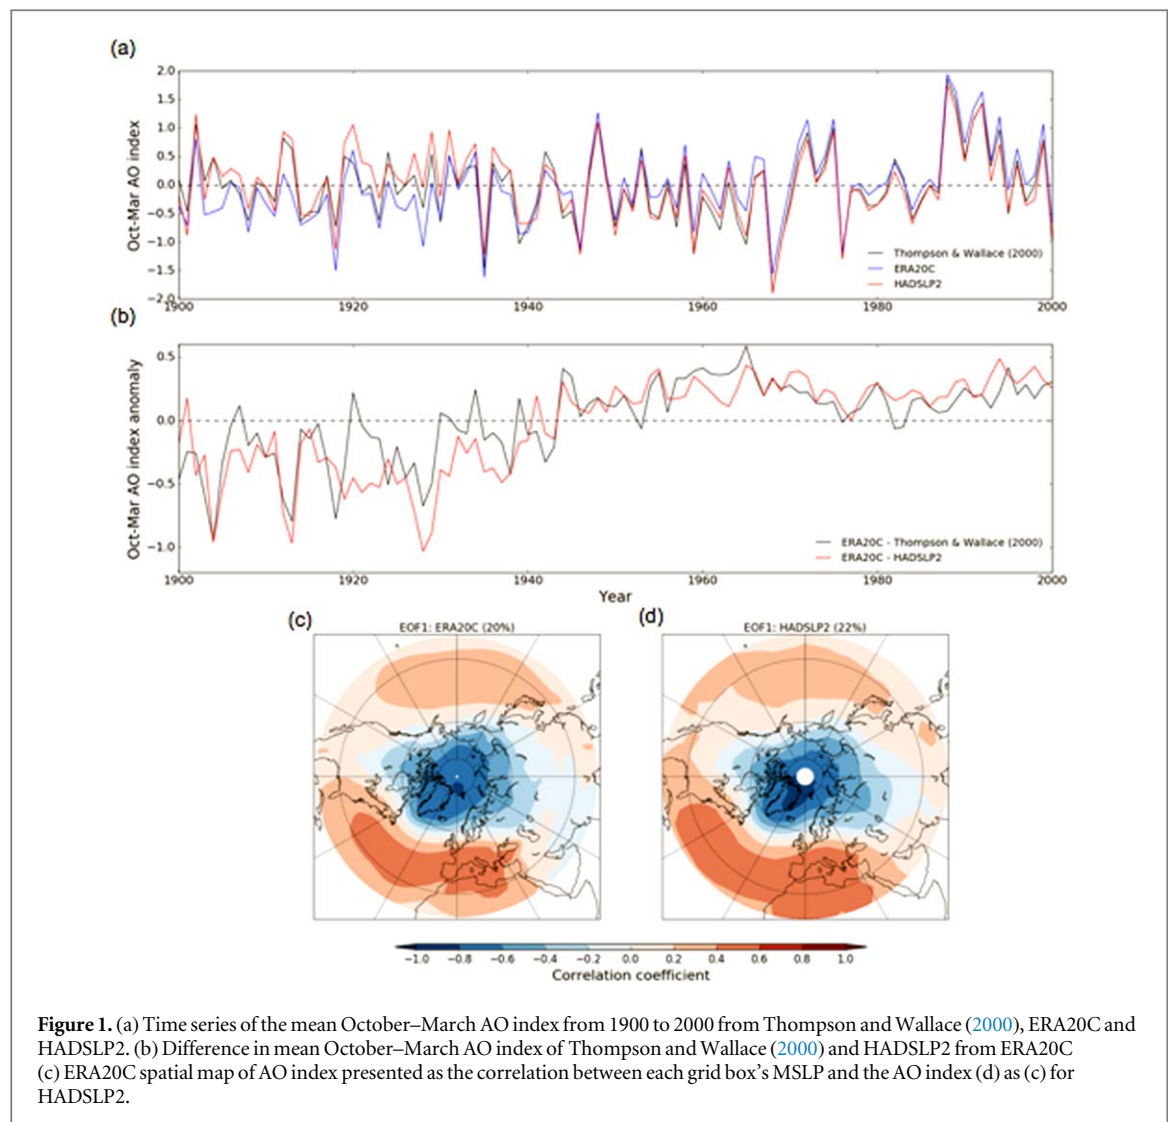 (a)
2.0
1.5
1.0
0.5
0.0
−0.5
−1.0
−1.5
−2.0
Oct-Mar AO index
Thompson & Wallace (2000)
ERA20C
HADSLP2
1900 1920 1940 1960 1980 2000
(b)
0.5
0.0
−0.5
−1.0
Oct-Mar AO index anomaly
ERA20C - Thompson & Wallace (2000)
ERA20C - HADSLP2
1900 1920 1940 1960 1980 2000
Year
(c)
EOF1: ERA20C (20%)
(d)
EOF1: HADSLP2 (22%)
−1.0 −0.8 −0.6 −0.4 −0.2 0.0 0.2 0.4 0.6 0.8 1.0
Correlation coefficient
Figure 1. (a) Time series of the mean October–March AO index from 1900 to 2000 from Thompson and Wallace (2000), ERA20C and
HADSLP2. (b) Difference in mean October–March AO index of Thompson and Wallace (2000) and HADSLP2 from ERA20C
(c) ERA20C spatial map of AO index presented as the correlation between each grid box's MSLP and the AO index (d) as (c) for
HADSLP2.